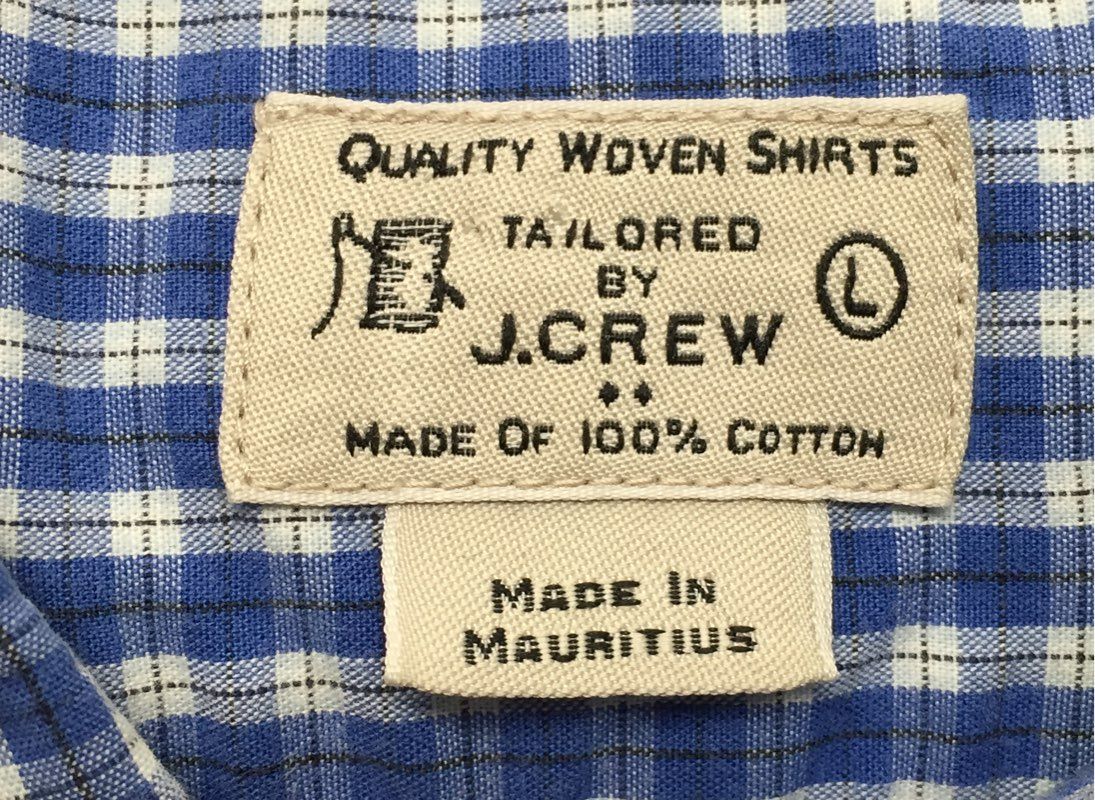 QUALITY WOVEN SHIRTS
TAILORED
BY
L
J.CREW
MADE OF 100% COTTON
MADE IN
MAURITIUS